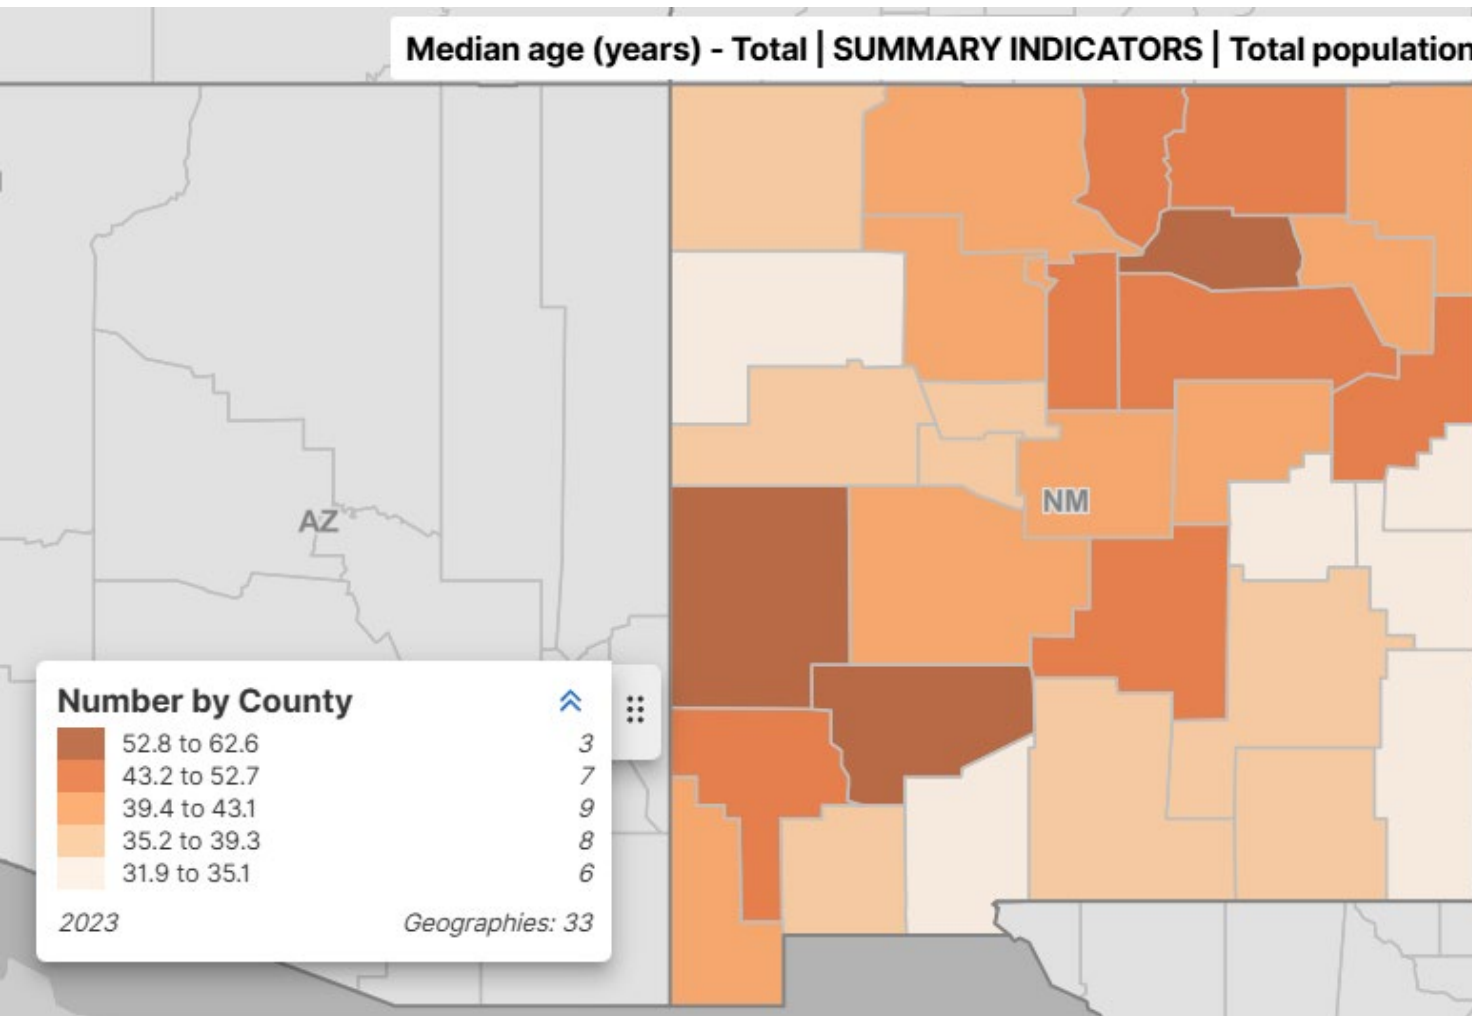 Median age (years) - Total | SUMMARY INDICATORS | Total population
AZ
NM
Number by County
52.8 to 62.6 3
43.2 to 52.7 7
39.4 to 43.1 9
35.2 to 39.3 8
31.9 to 35.1 6
2023 Geographies: 33